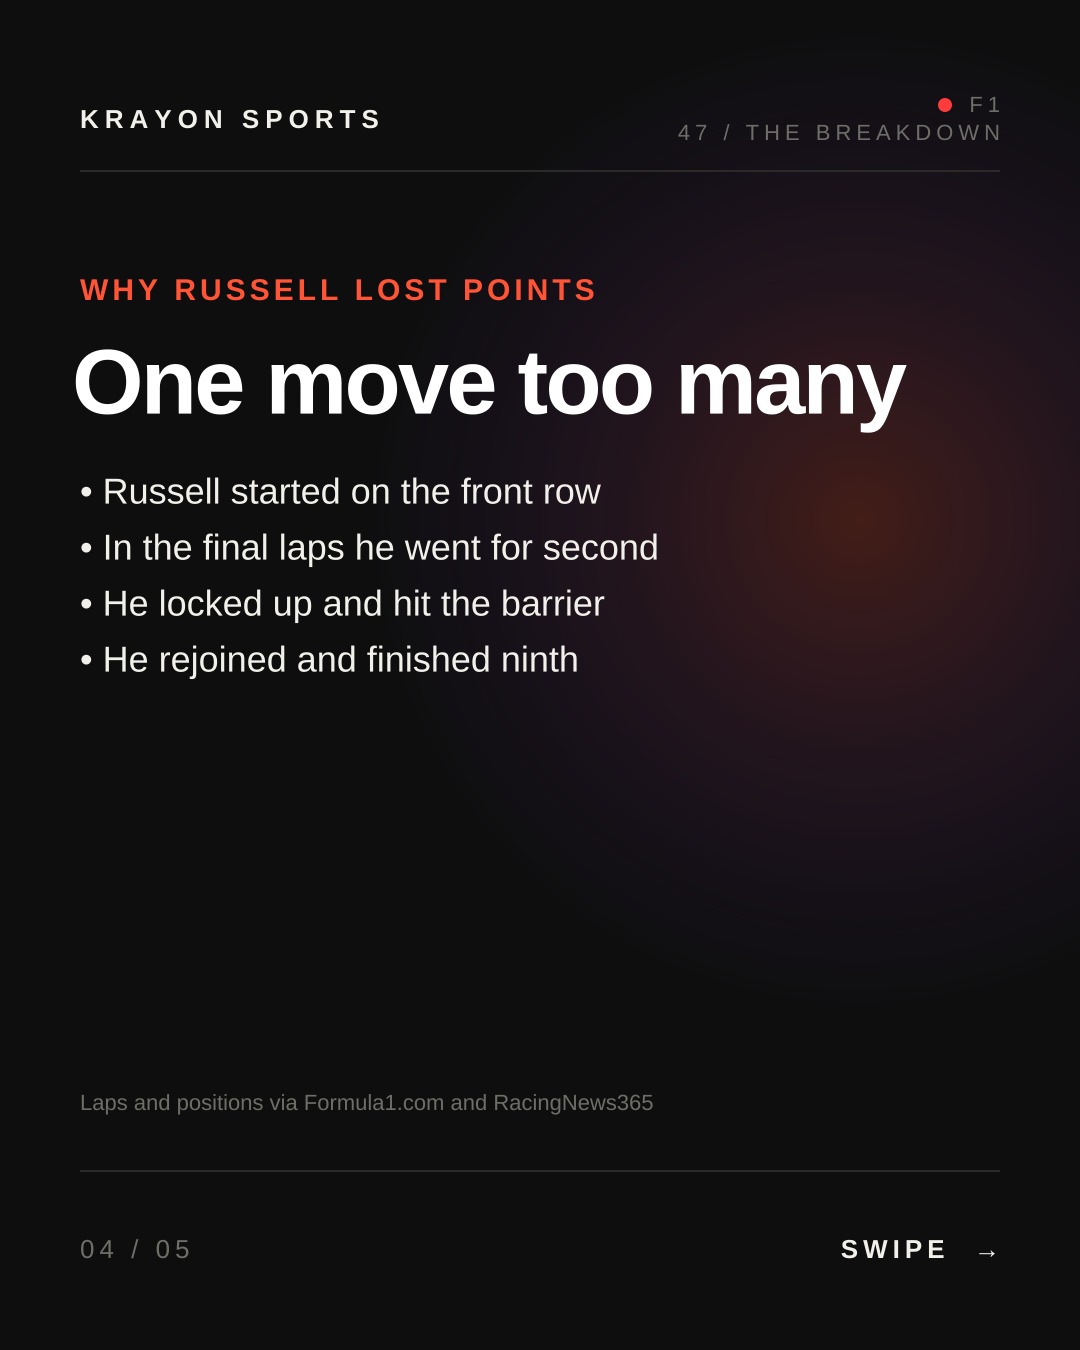 KRAYON SPORTS
● F1
47 / THE BREAKDOWN
WHY RUSSELL LOST POINTS
One move too many
• Russell started on the front row
• In the final laps he went for second
• He locked up and hit the barrier
• He rejoined and finished ninth
Laps and positions via Formula1.com and RacingNews365
04 / 05
SWIPE →